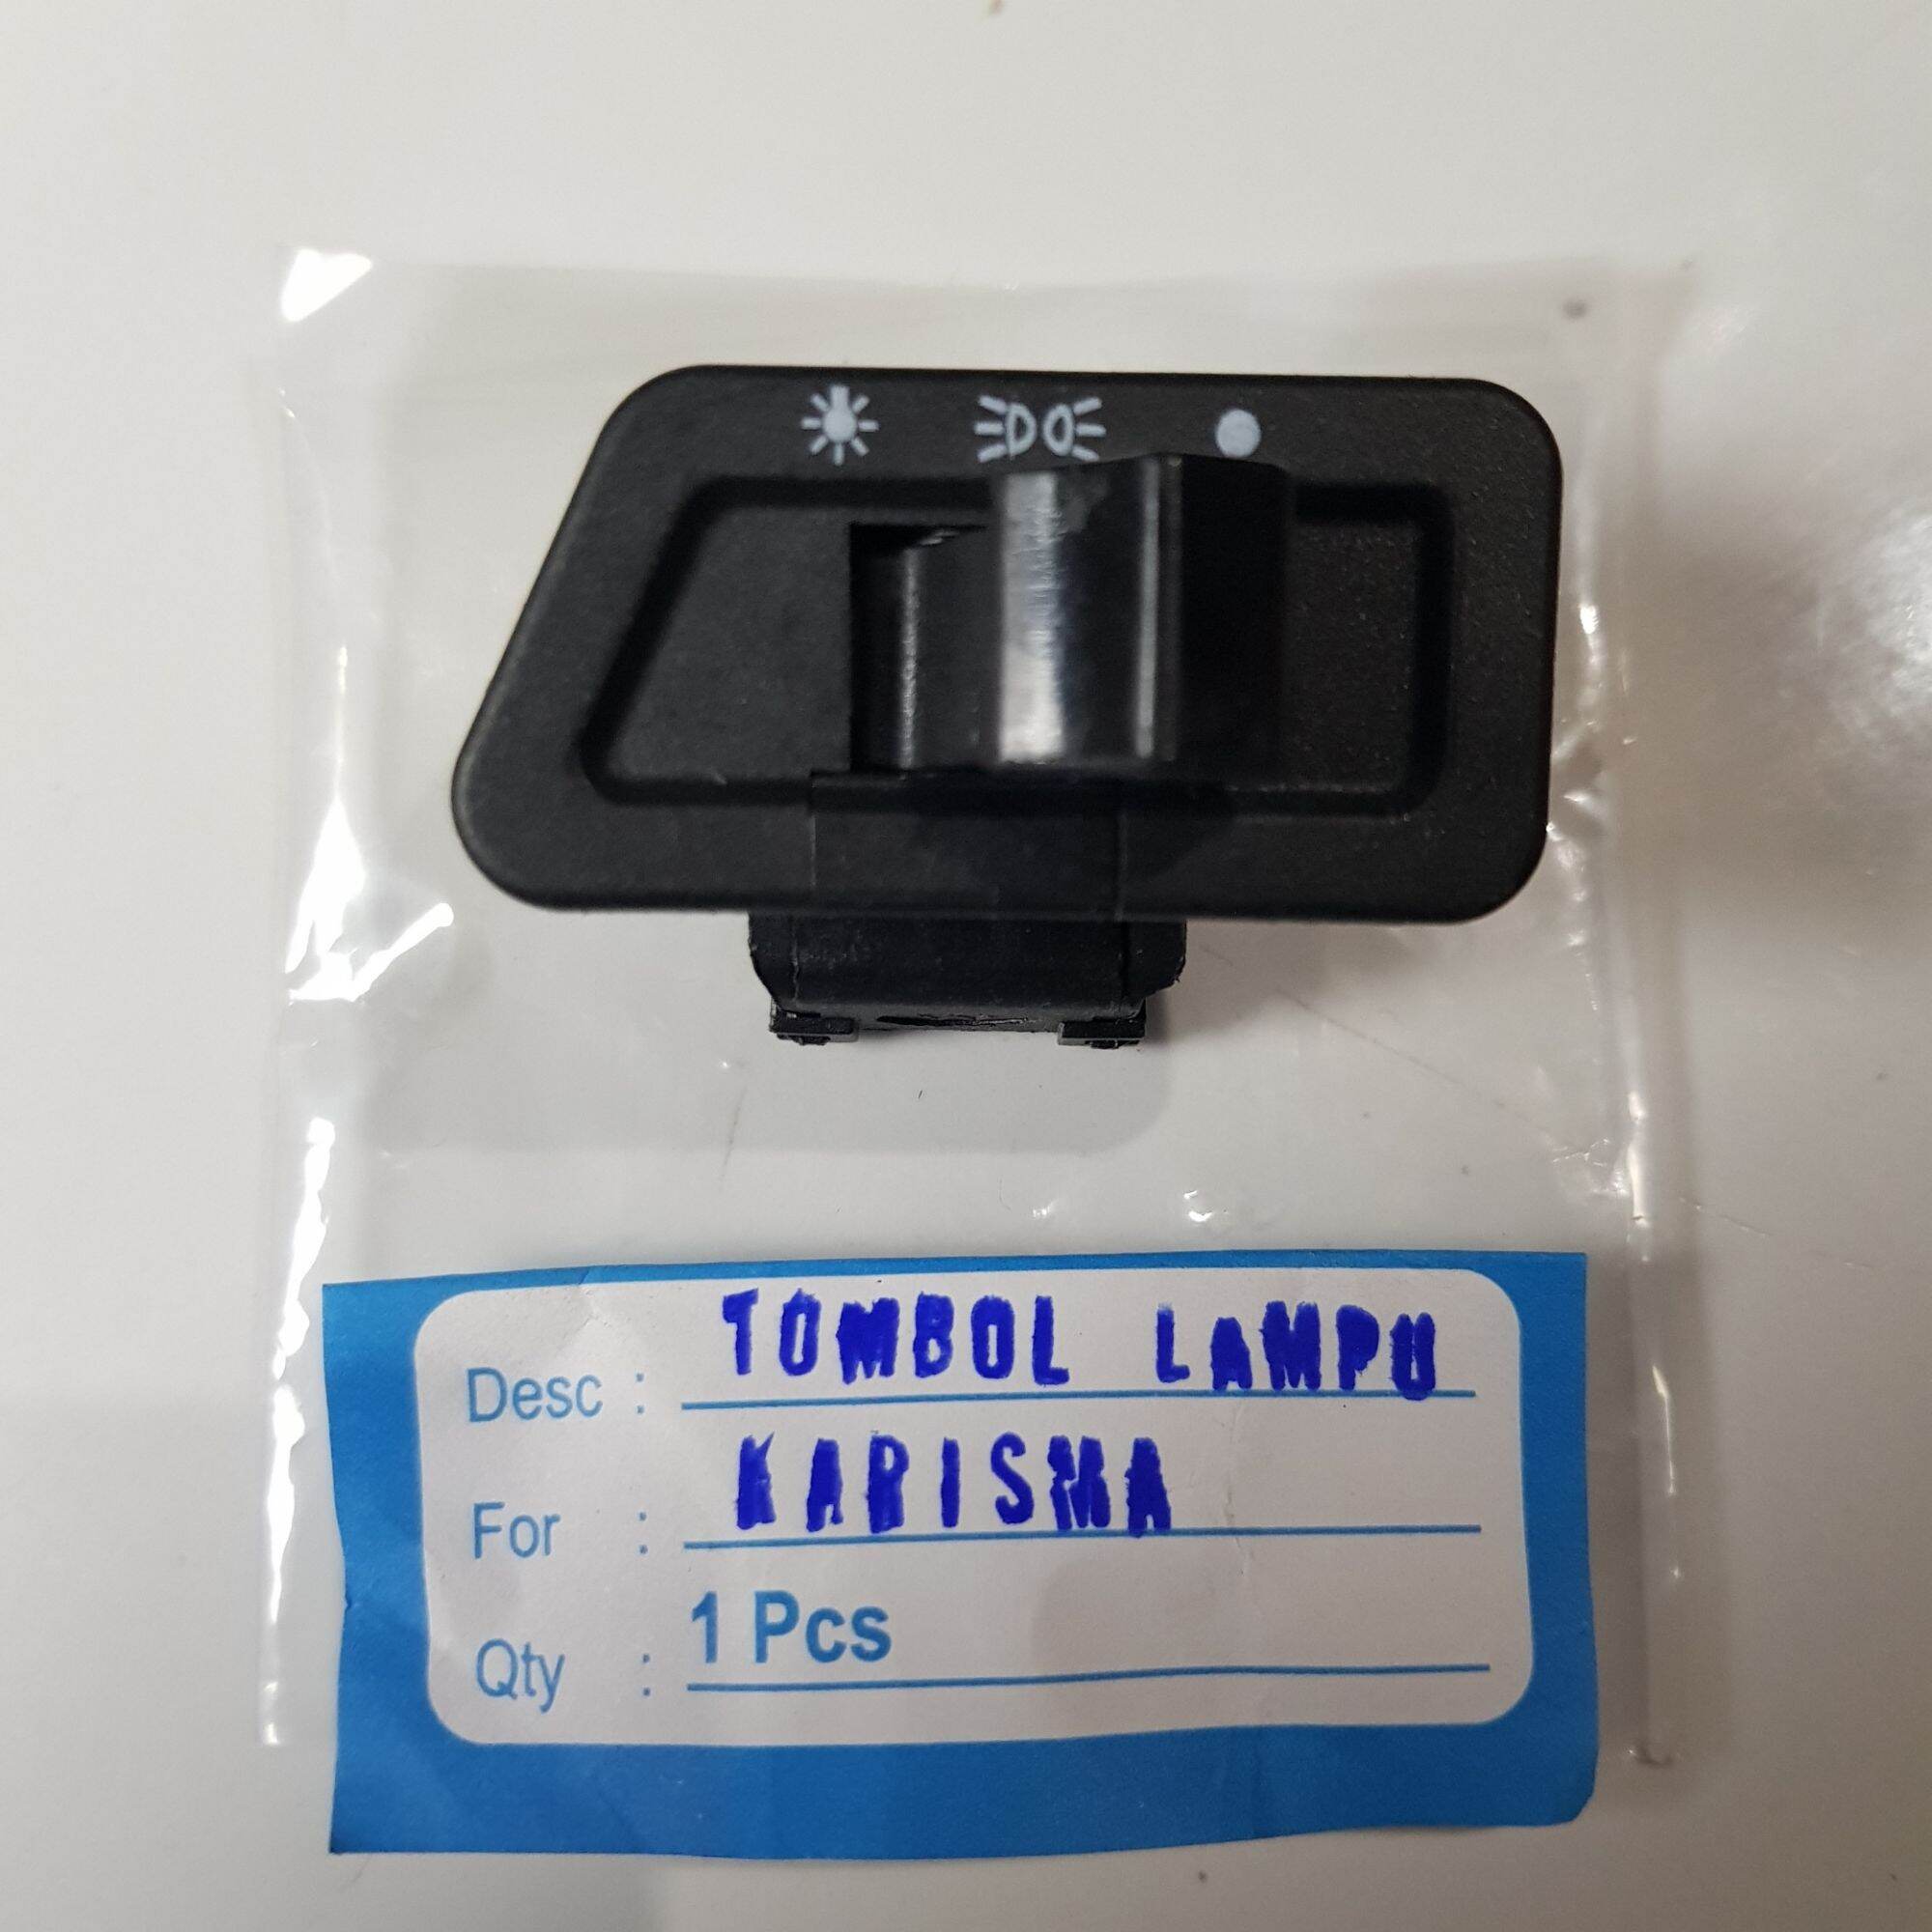 Desc : TOMBOL LAMPU
For : KARISMA
Qty : 1 Pcs